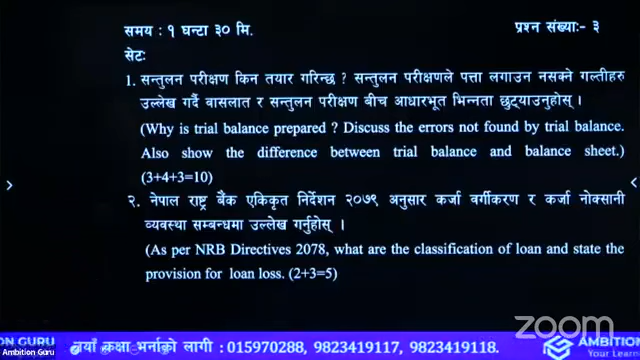 समय : १ घन्टा ३० मि. प्रश्न संख्याः- ३
सेटः
1. सन्तुलन परीक्षण किन तयार गरिन्छ ? सन्तुलन परीक्षणले पत्ता लगाउन नसक्ने गल्तीहरु
उल्लेख गर्दै वासलात र सन्तुलन परीक्षण बीच आधारभूत भिन्नता छुट्याउनुहोस् ।
(Why is trial balance prepared ? Discuss the errors not found by trial balance.
Also show the difference between trial balance and balance sheet.)
(3+4+3=10)
२. नेपाल राष्ट्र बैंक एकिकृत निर्देशन २०७९ अनुसार कर्जा वर्गीकरण र कर्जा नोक्सानी
व्यवस्था सम्बन्धमा उल्लेख गर्नुहोस् ।
(As per NRB Directives 2078, what are the classification of loan and state the
provision for loan loss. (2+3=5)
zoom
ON GURU नयाँ कक्षा भर्नाको लागी : 015970288, 9823419117, 9823419118. AMBITION
Your Learn
Ambition Guru